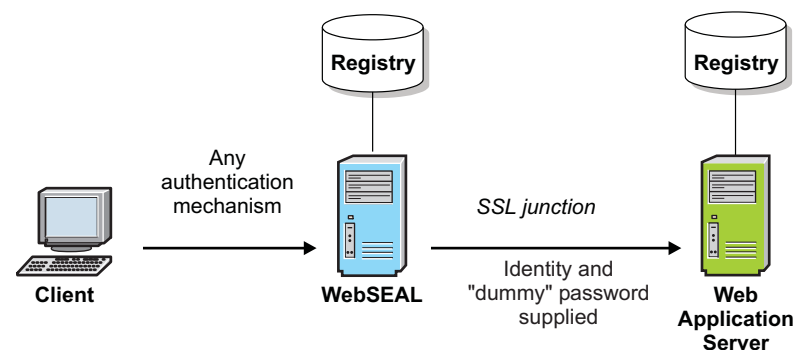 Registry
Registry
Any
authentication
mechanism
SSL junction
Identity and
"dummy" password
supplied
Client
WebSEAL
Web
Application
Server